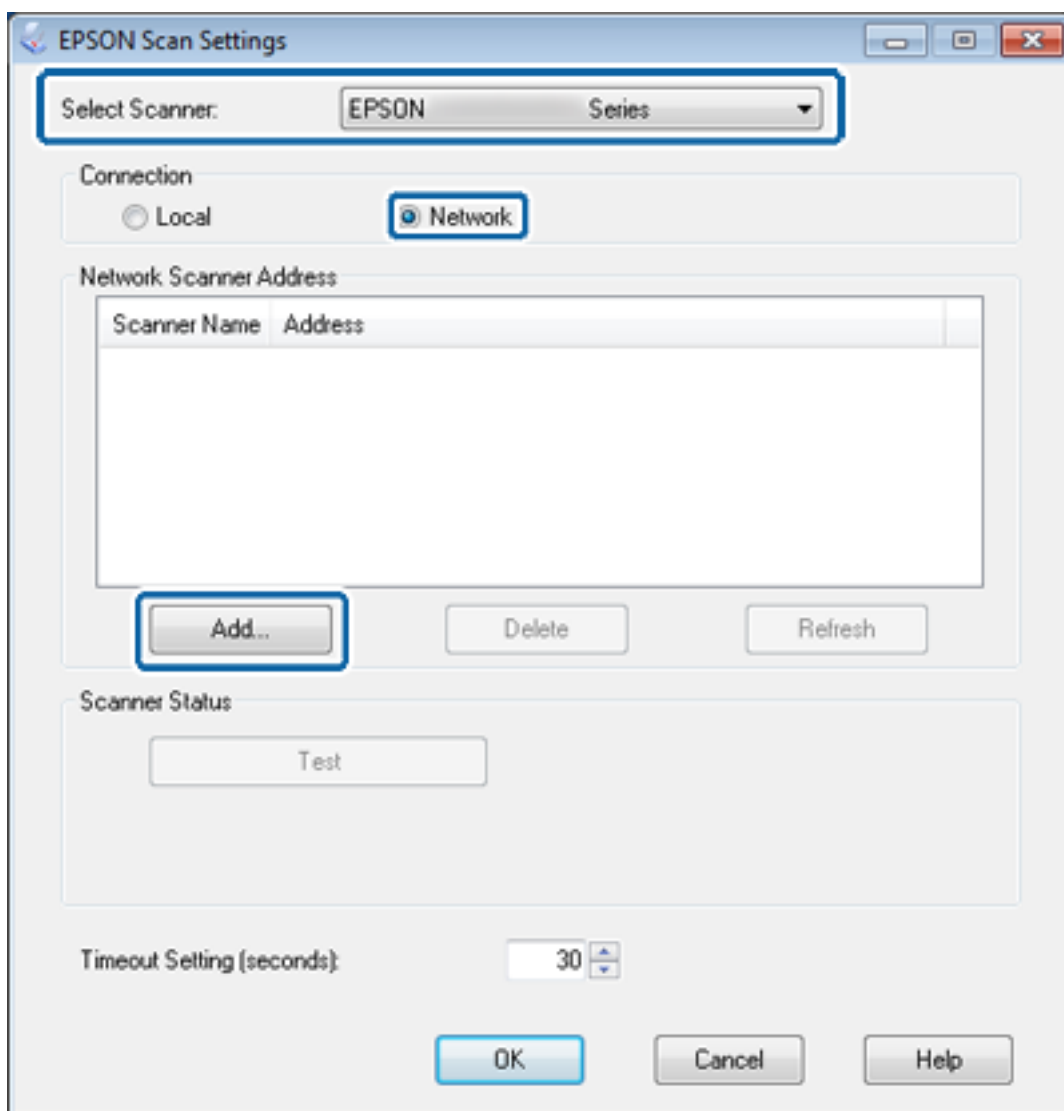 EPSON Scan Settings
Select Scanner: EPSON Series
Connection
Local Network
Network Scanner Address
Scanner Name Address
Add... Delete Refresh
Scanner Status
Test
Timeout Setting (seconds): 30
OK Cancel Help